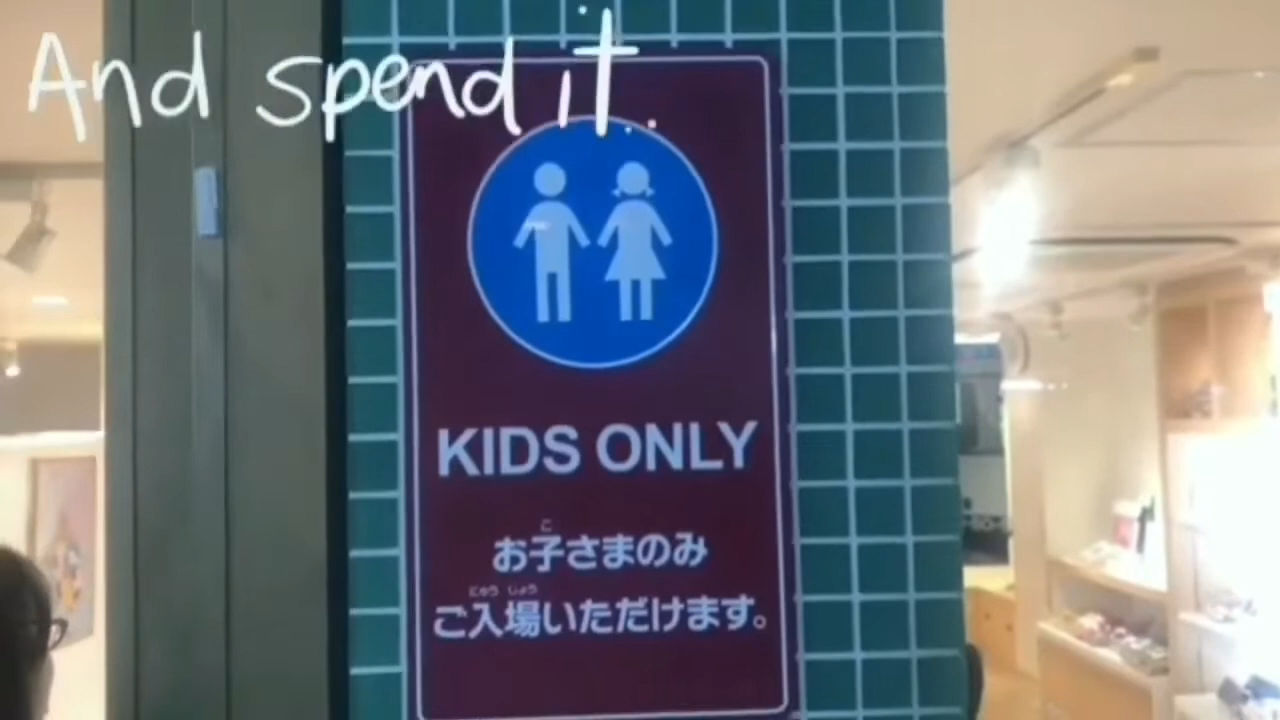 And spend it...
KIDS ONLY
こ
お子さまのみ
にゅう じょう
ご入場いただけます。